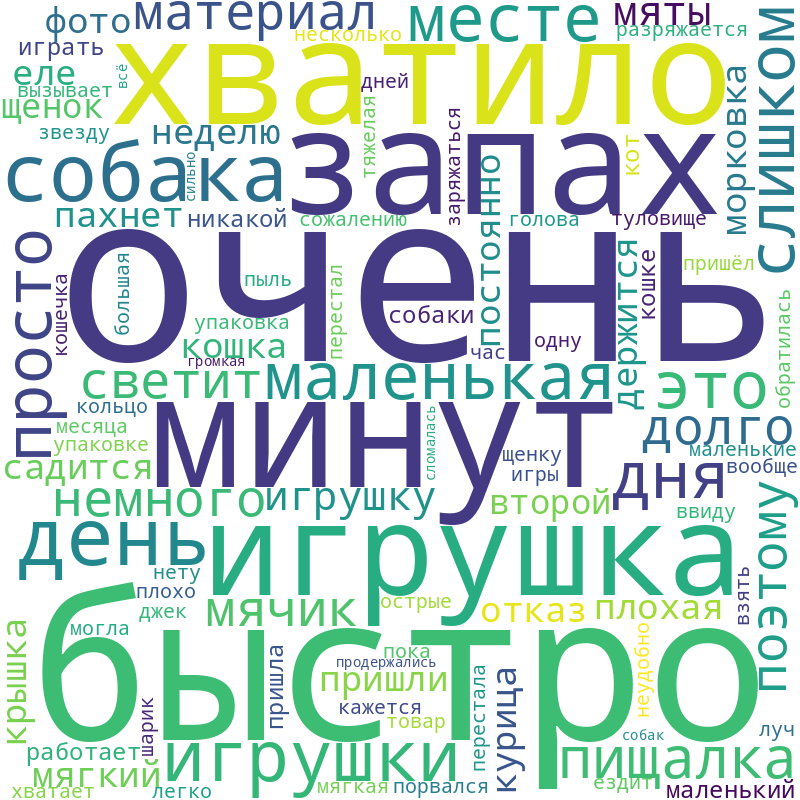 фото
материал
месте
мяты
слишком
играть
несколько
разряжается
еле
всё
хватило
вызывает
дней
щенок
звезду
неделю
тяжелая
заряжаться
кот
морковка
собака
сильно
запах
пахнет
никакой
сожалению
постоянно
голова
туловище
просто
кошечка
большая
очень
держится
кошке
пришёл
пыль
перестал
собаки
обратилась
упаковка
кошка
громкая
час
одну
светит
маленькая
это
кольцо
месяца
упаковке
минут
сломалась
долго
маленькие
садится
щенку
игры
дня
вообще
немного
игрушку
второй
ввиду
поэтому
день
игрушка
нету
плохо
джек
мячик
острые
отказ
плохая
взять
быстро
могла
крышка
пришла
пока
продержались
неудобно
пришли
перестала
курица
шарик
кажется
товар
собак
луч
работает
игрушки
пищалка
мягкий
хватает
легко
мягкая
порвался
ездит
маленький